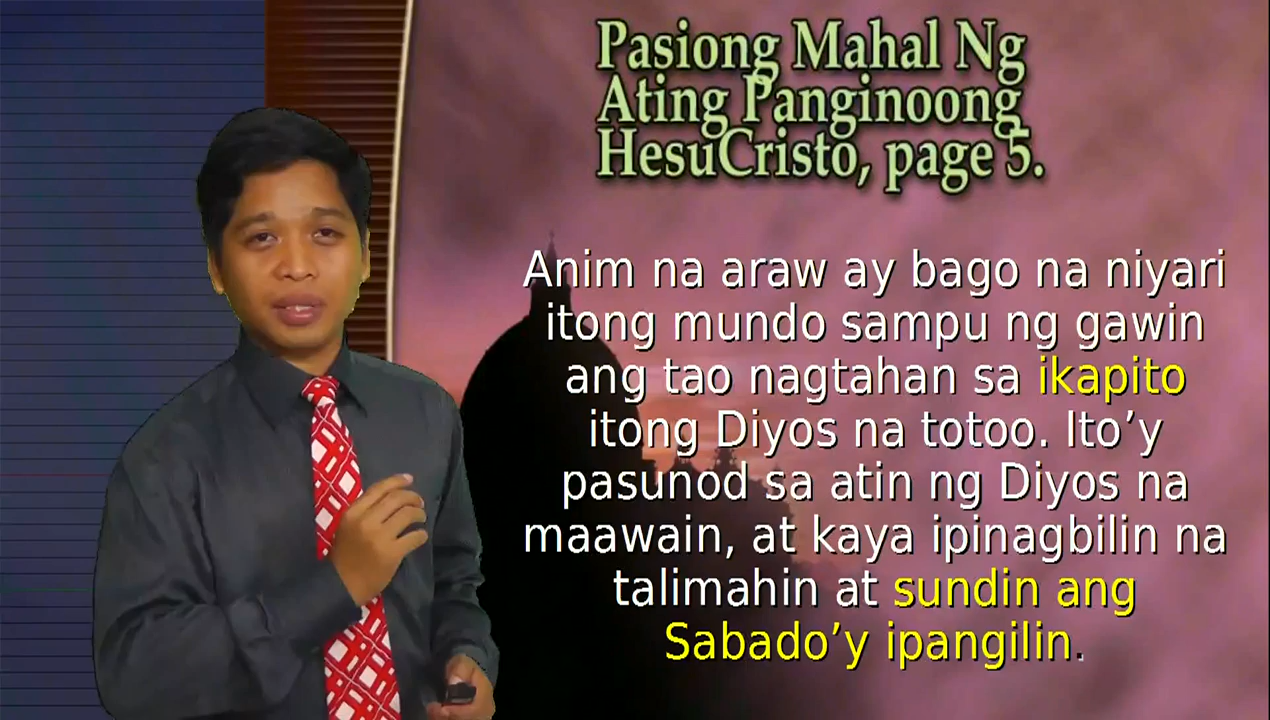 Pasiong Mahal Ng
Ating Panginoong
HesuCristo, page 5.
Anim na araw ay bago na niyari
itong mundo sampu ng gawin
ang tao nagtahan sa ikapito
itong Diyos na totoo. Ito’y
pasunod sa atin ng Diyos na
maawain, at kaya ipinagbilin na
talimahin at sundin ang
Sabado’y ipangilin.